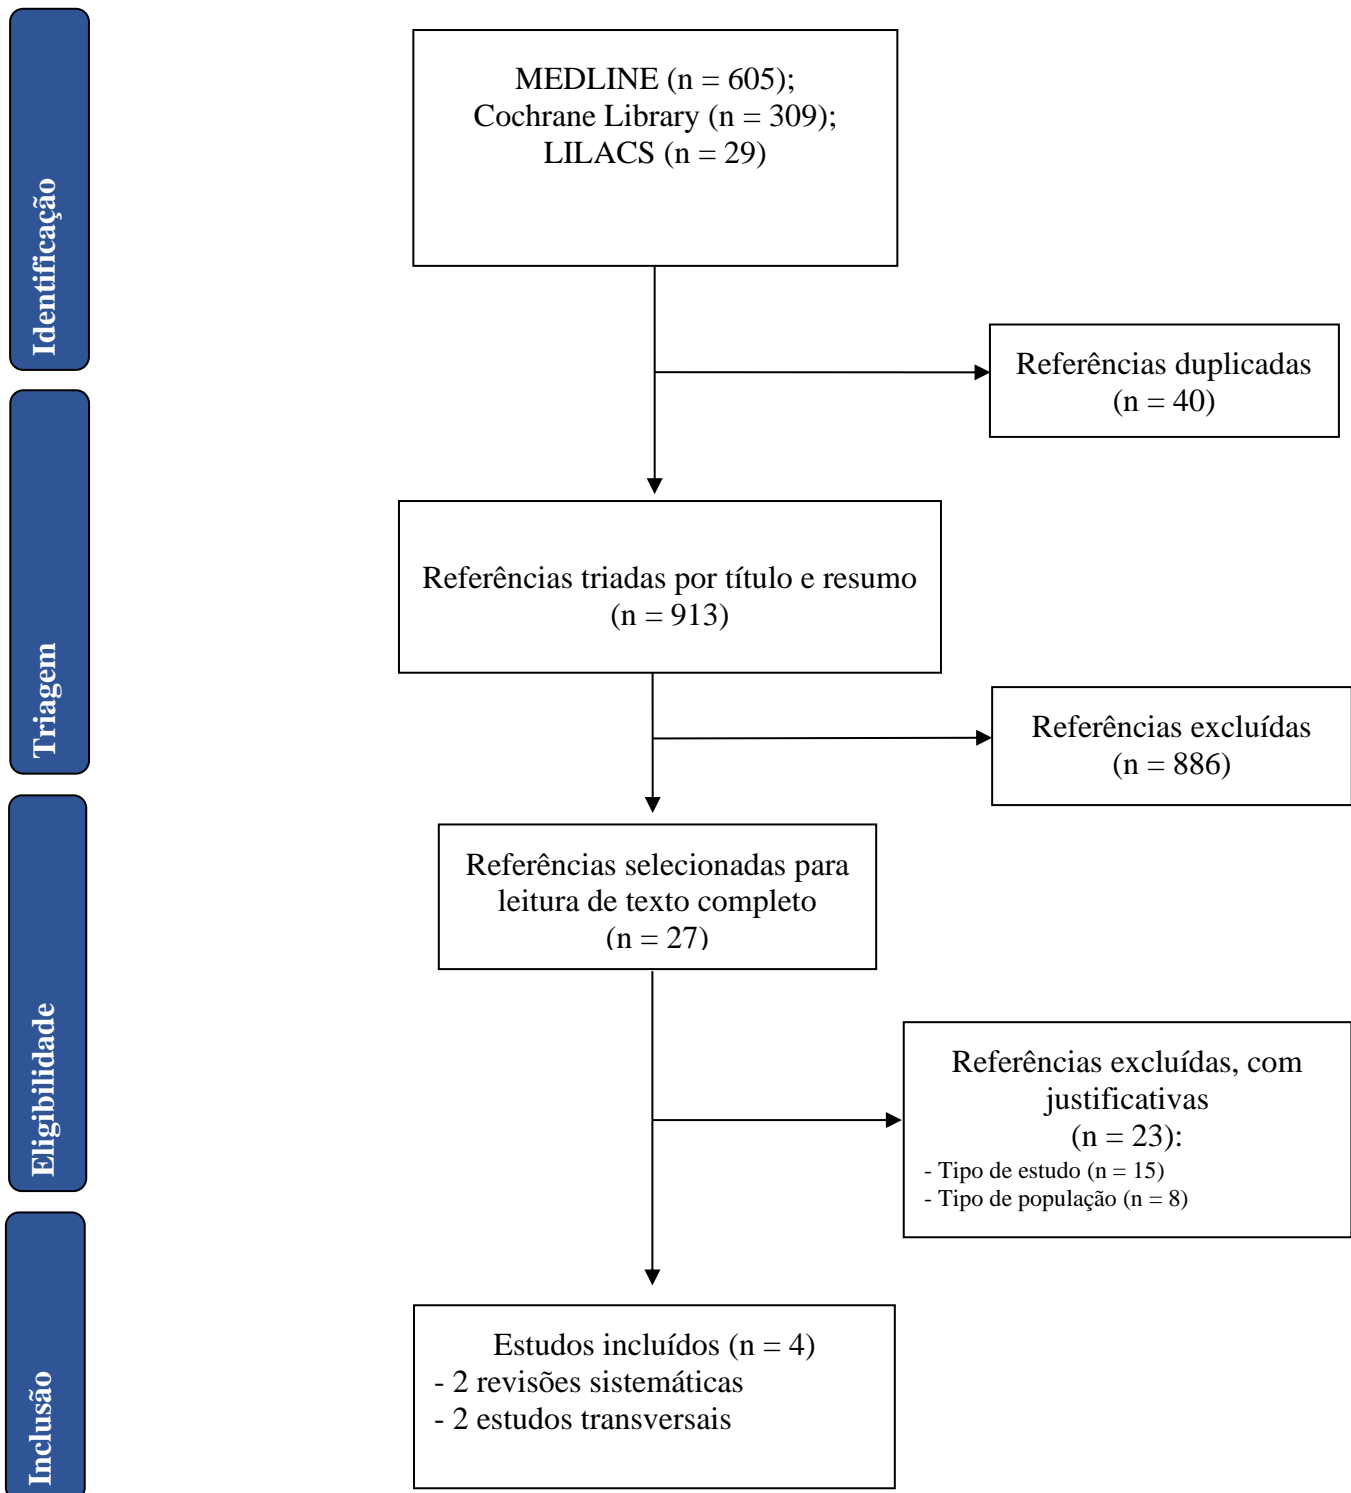 Identificação
MEDLINE (n = 605);
Cochrane Library (n = 309);
LILACS (n = 29)
Referências duplicadas
(n = 40)
Triagem
Referências triadas por título e resumo
(n = 913)
Referências excluídas
(n = 886)
Eligibilidade
Referências selecionadas para
leitura de texto completo
(n = 27)
Referências excluídas, com
justificativas
(n = 23):
- Tipo de estudo (n = 15)
- Tipo de população (n = 8)
Inclusão
Estudos incluídos (n = 4)
- 2 revisões sistemáticas
- 2 estudos transversais